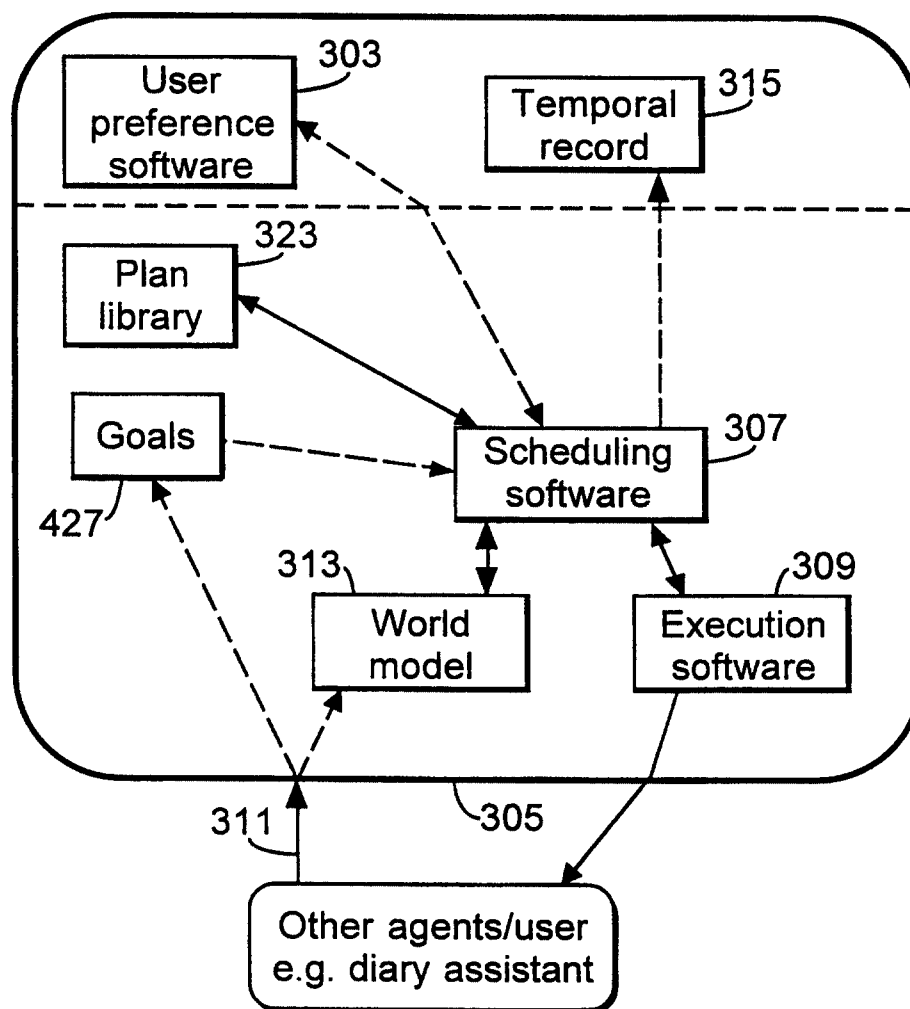 303
User
preference
software
315
Temporal
record
323
Plan
library
Goals
427
Scheduling
software
307
313
World
model
309
Execution
software
311
305
Other agents/user
e.g. diary assistant